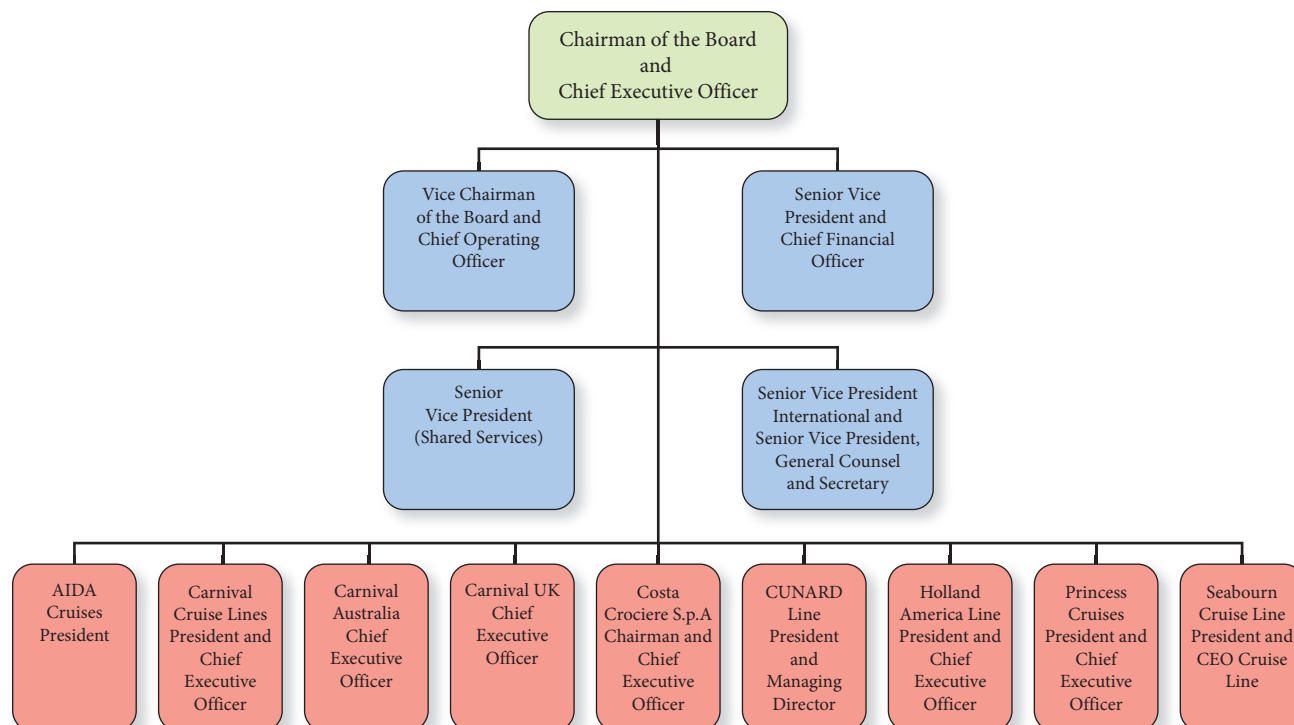 Chairman of the Board
and
Chief Executive Officer
Vice Chairman
of the Board and
Chief Operating
Officer
Senior Vice
President and
Chief Financial
Officer
Senior
Vice President
(Shared Services)
Senior Vice President
International and
Senior Vice President,
General Counsel
and Secretary
AIDA
Cruises
President
Carnival
Cruise Lines
President and
Chief
Executive
Officer
Carnival
Australia
Chief
Executive
Officer
Carnival UK
Chief
Executive
Officer
Costa
Crociere S.p.A
Chairman and
Chief
Executive
Officer
CUNARD
Line
President
and
Managing
Director
Holland
America Line
President and
Chief
Executive
Officer
Princess
Cruises
President and
Chief
Executive
Officer
Seabourn
Cruise Line
President and
CEO Cruise
Line